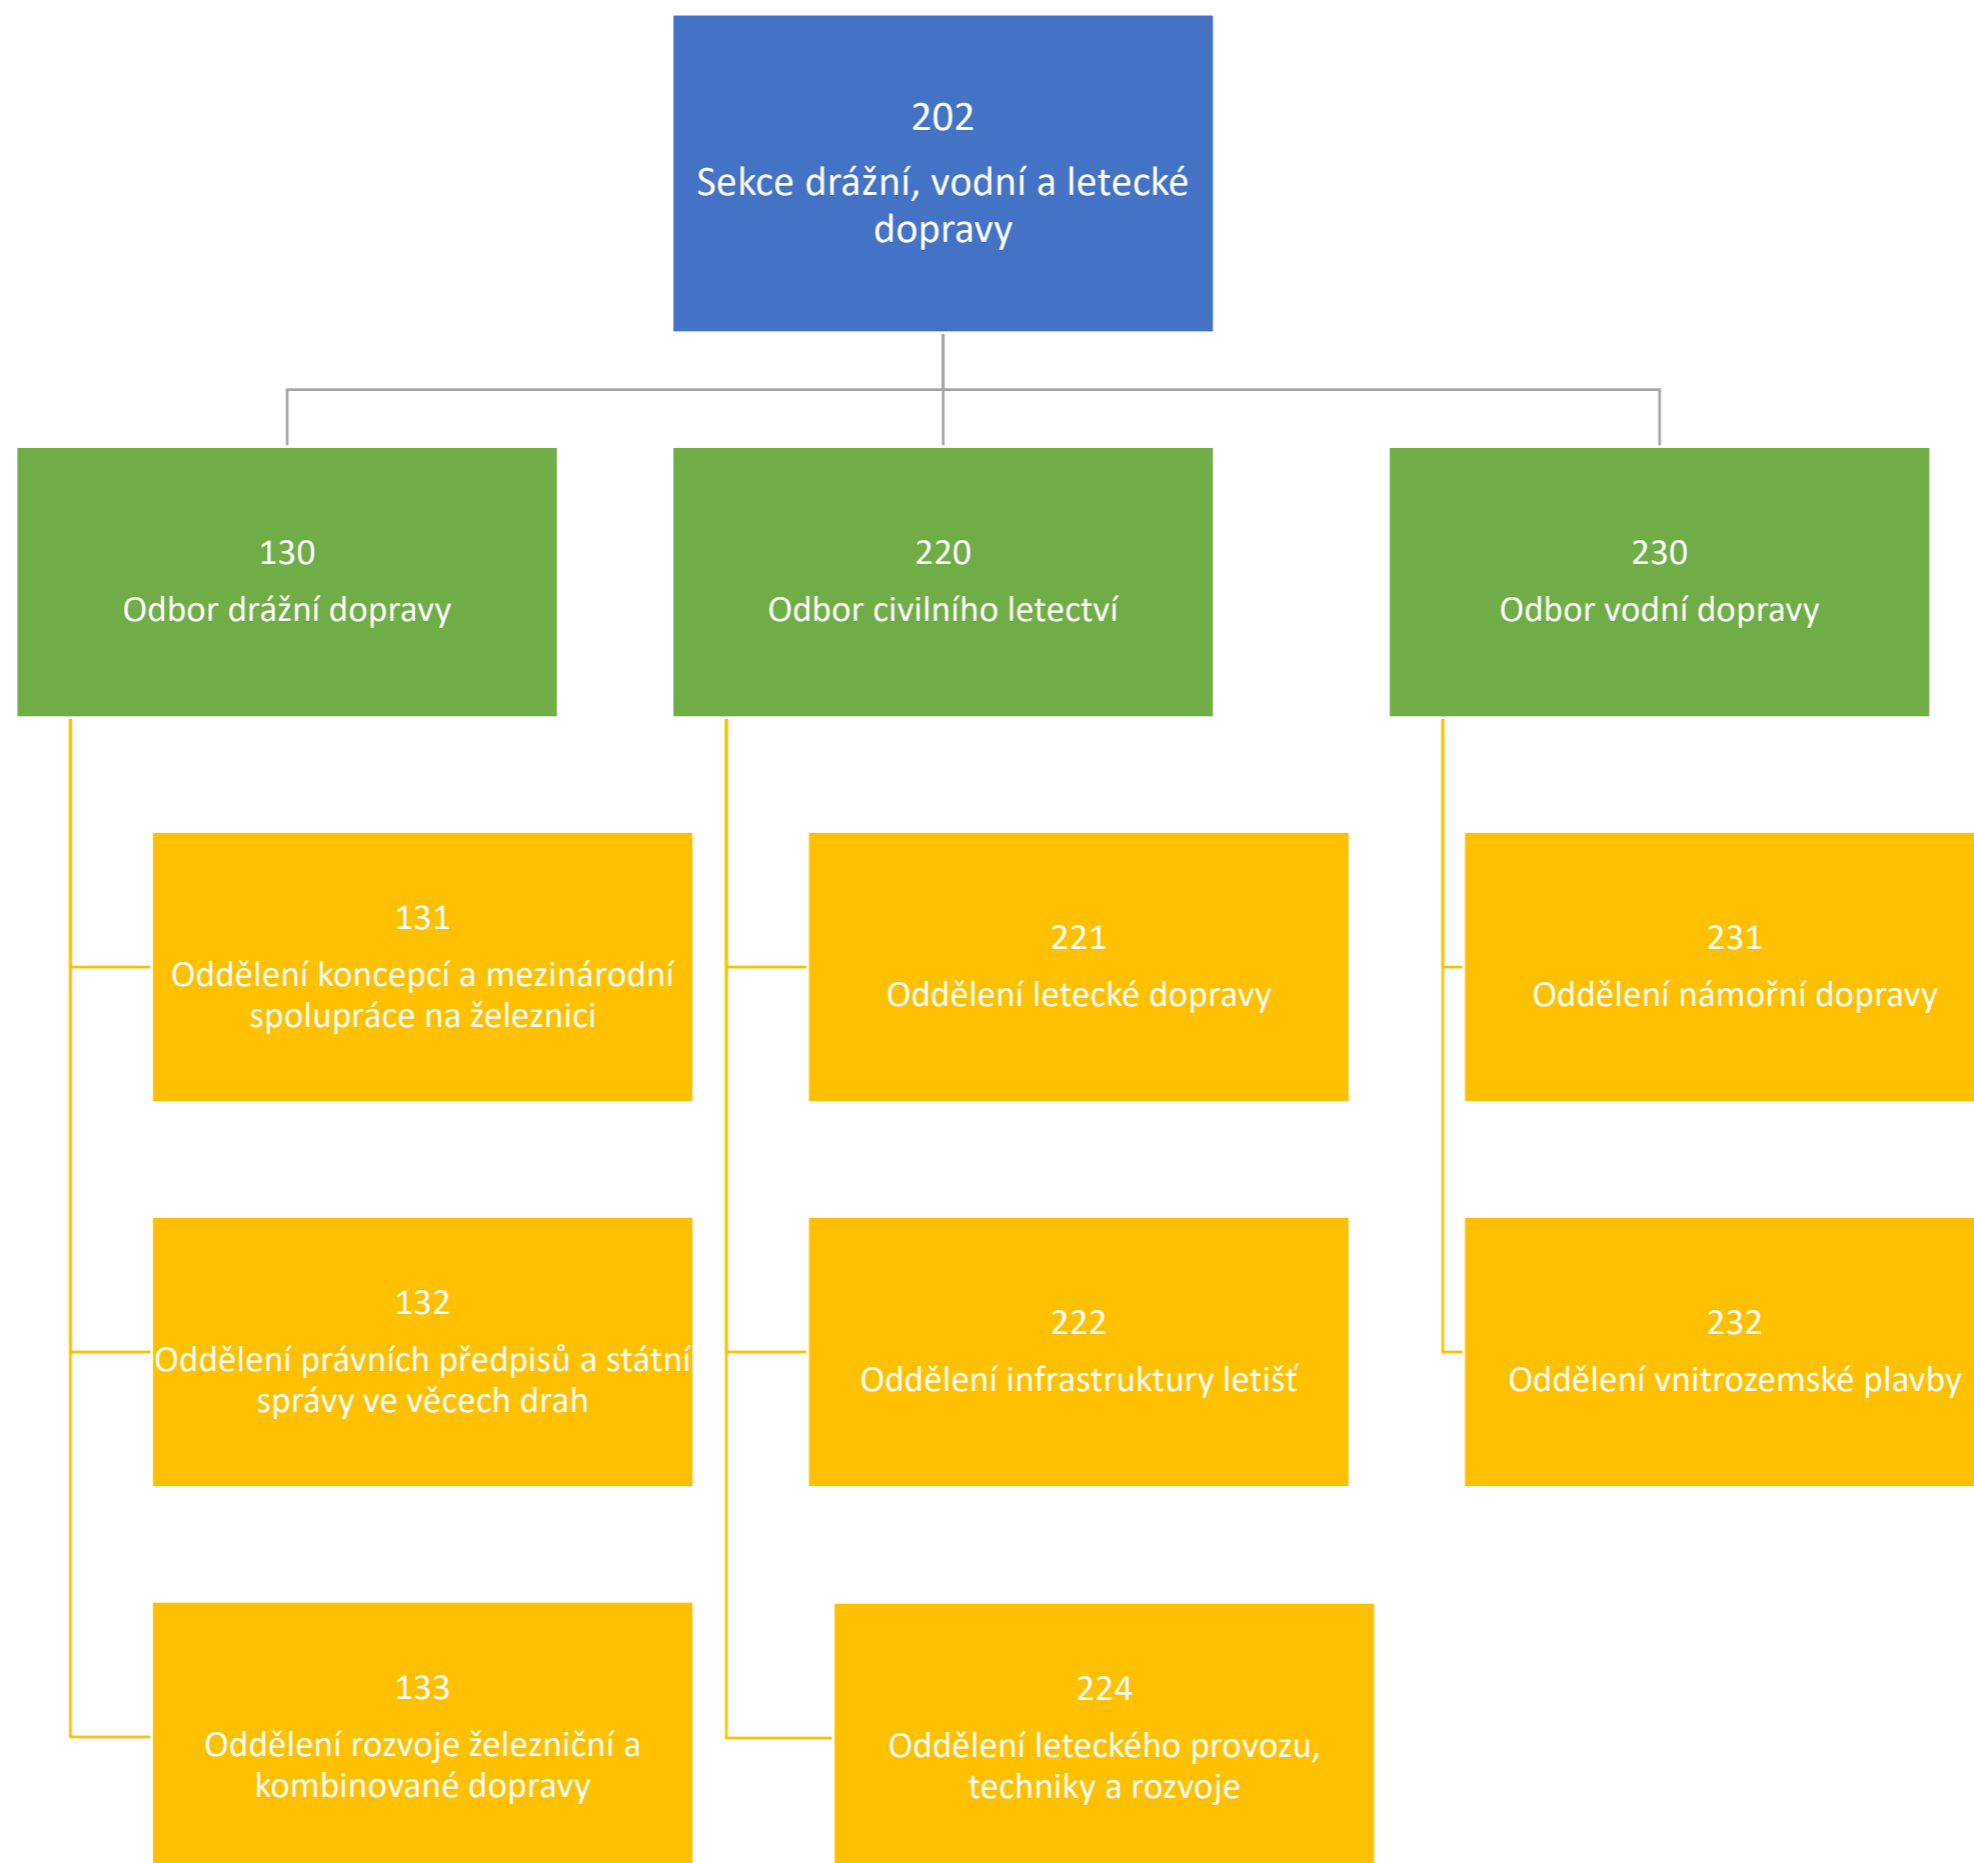 202
Sekce drážní, vodní a letecké
dopravy
130
Odbor drážní dopravy
220
Odbor civilního letectví
230
Odbor vodní dopravy
131
Oddělení koncepcí a mezinárodní
spolupráce na železnici
221
Oddělení letecké dopravy
231
Oddělení námořní dopravy
132
Oddělení právních předpisů a státní
správy ve věcech drah
222
Oddělení infrastruktury letišť
232
Oddělení vnitrozemské plavby
133
Oddělení rozvoje železniční a
kombinované dopravy
224
Oddělení leteckého provozu,
techniky a rozvoje